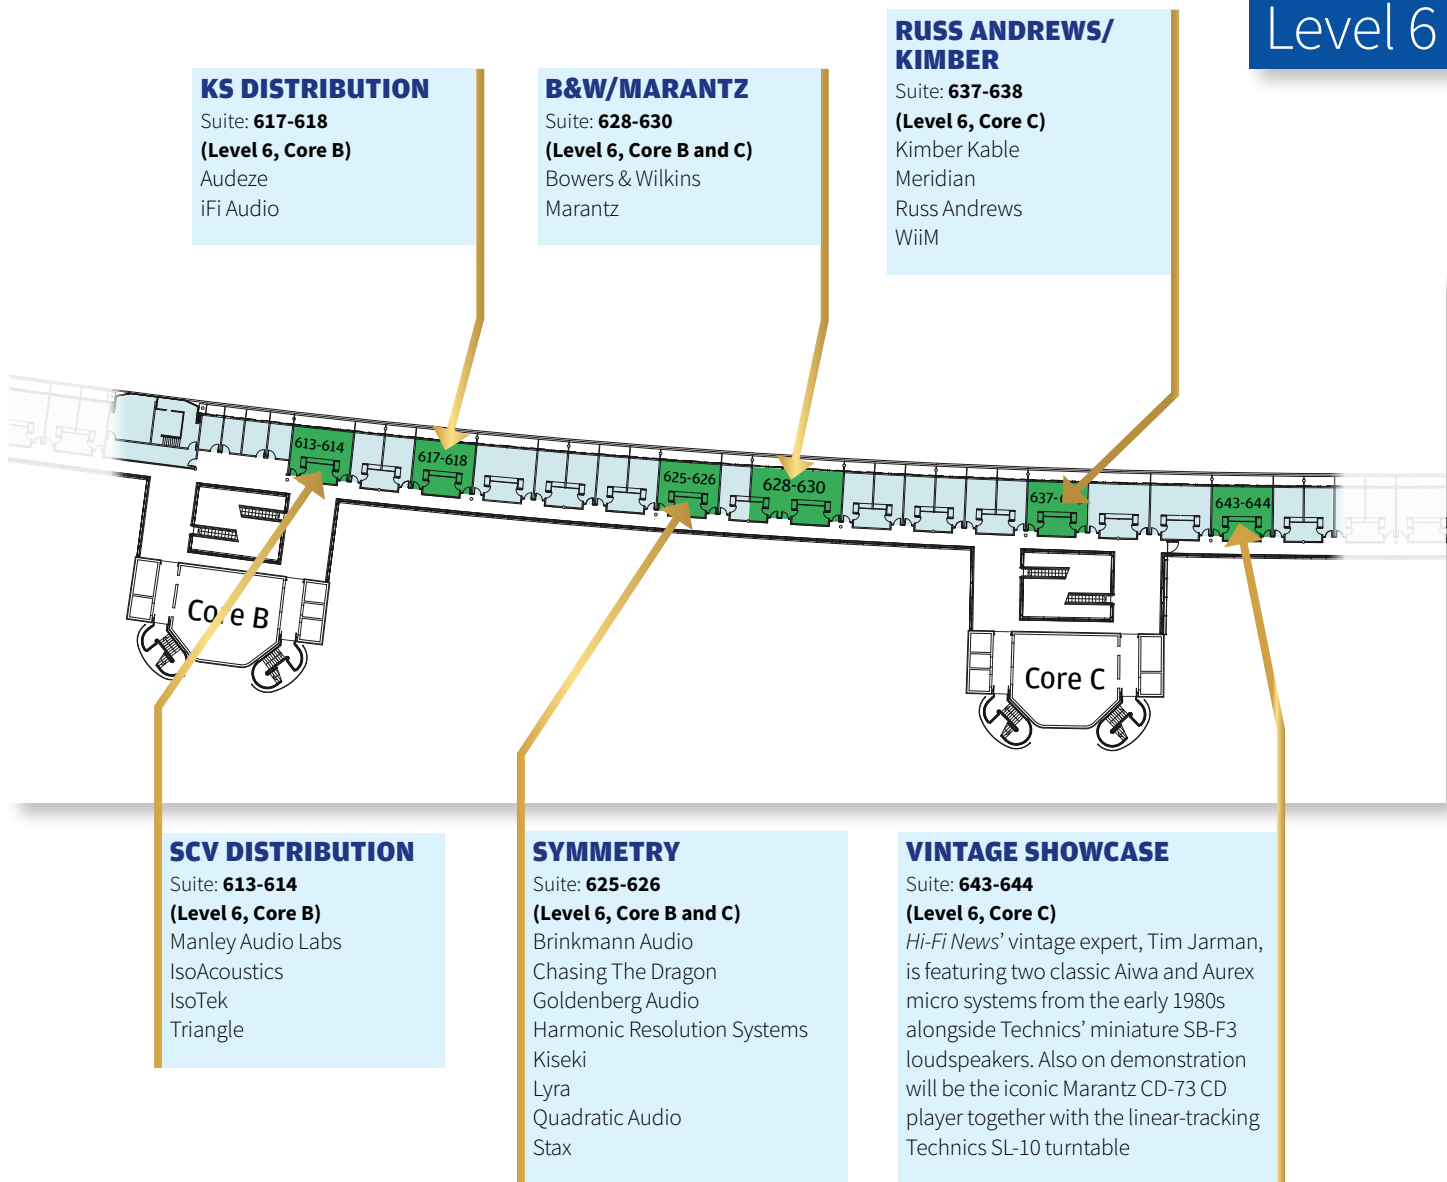 Level 6
KS DISTRIBUTION
Suite: 617-618
(Level 6, Core B)
Audeze
iFi Audio
B&W/MARANTZ
Suite: 628-630
(Level 6, Core B and C)
Bowers & Wilkins
Marantz
RUSS ANDREWS/
KIMBER
Suite: 637-638
(Level 6, Core C)
Kimber Kable
Meridian
Russ Andrews
WiiM
613-614
617-618
625-626
628-630
637-6
643-644
Core B
Core C
SCV DISTRIBUTION
Suite: 613-614
(Level 6, Core B)
Manley Audio Labs
IsoAcoustics
IsoTek
Triangle
SYMMETRY
Suite: 625-626
(Level 6, Core B and C)
Brinkmann Audio
Chasing The Dragon
Goldenberg Audio
Harmonic Resolution Systems
Kiseki
Lyra
Quadratic Audio
Stax
VINTAGE SHOWCASE
Suite: 643-644
(Level 6, Core C)
Hi-Fi News’ vintage expert, Tim Jarman,
is featuring two classic Aiwa and Aurex
micro systems from the early 1980s
alongside Technics’ miniature SB-F3
loudspeakers. Also on demonstration
will be the iconic Marantz CD-73 CD
player together with the linear-tracking
Technics SL-10 turntable